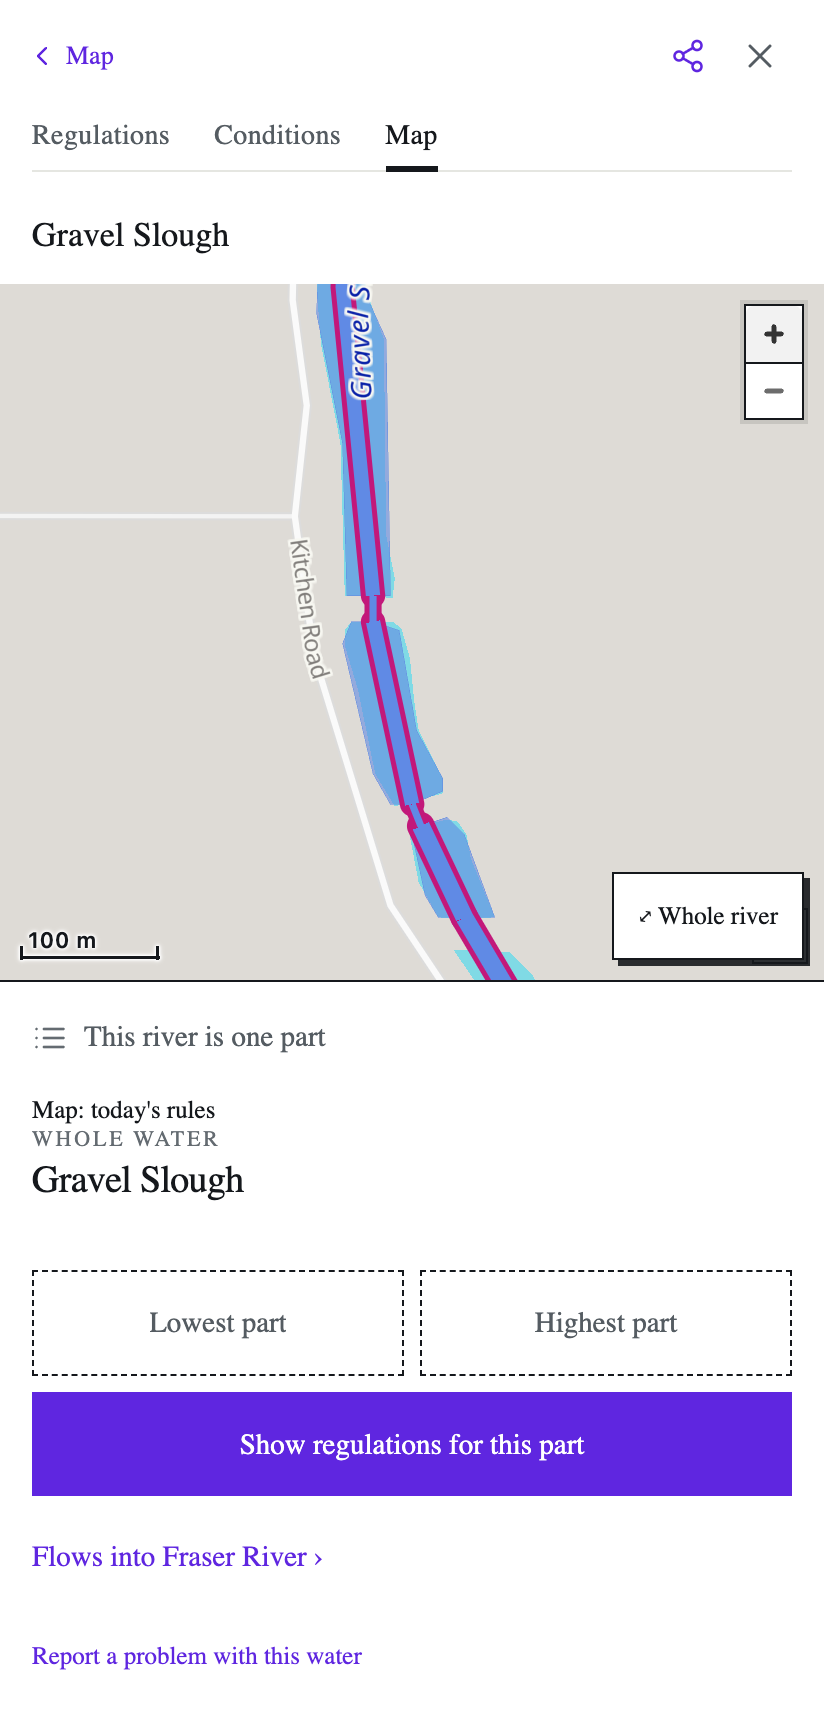 Map
Regulations Conditions Map
Gravel Slough
Gravel S
+
−
Kitchen Road
100 m
Whole river
This river is one part
Map: today's rules
WHOLE WATER
Gravel Slough
Lowest part
Highest part
Show regulations for this part
Flows into Fraser River ›
Report a problem with this water